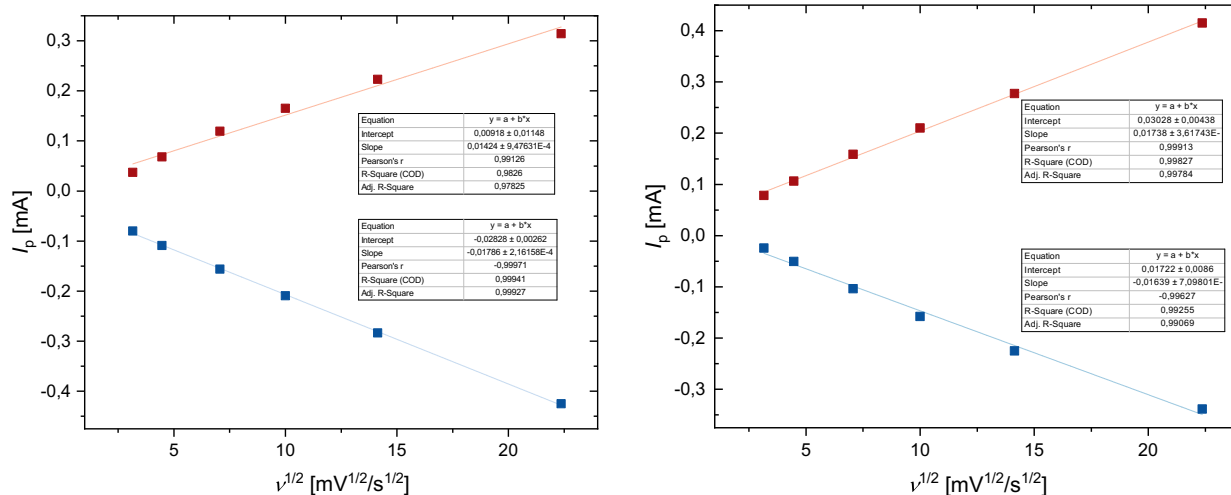 0,3
0,2
0,1
0,0
-0,1
-0,2
-0,3
-0,4
I_p [mA]
Equation y = a + b*x
Intercept 0,00918 ± 0,01148
Slope 0,01424 ± 9,47631E-4
Pearson's r 0,99126
R-Square (COD) 0,9826
Adj. R-Square 0,97825
Equation y = a + b*x
Intercept -0,02828 ± 0,00262
Slope -0,01786 ± 2,16158E-4
Pearson's r -0,99971
R-Square (COD) 0,99941
Adj. R-Square 0,99927
5 10 15 20
ν^1/2 [mV^1/2/s^1/2]
0,4
0,3
0,2
0,1
0,0
-0,1
-0,2
-0,3
I_p [mA]
Equation y = a + b*x
Intercept 0,03028 ± 0,00438
Slope 0,01738 ± 3,61743E-
Pearson's r 0,99913
R-Square (COD) 0,99827
Adj. R-Square 0,99784
Equation y = a + b*x
Intercept 0,01722 ± 0,0086
Slope -0,01639 ± 7,09801E-
Pearson's r -0,99627
R-Square (COD) 0,99255
Adj. R-Square 0,99069
5 10 15 20
ν^1/2 [mV^1/2/s^1/2]